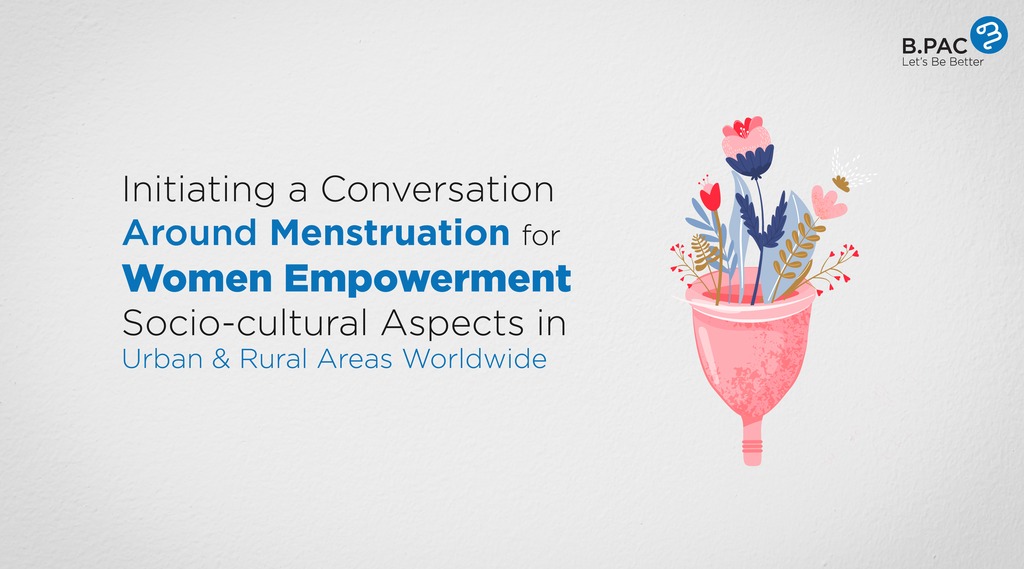 B.PAC
Let's Be Better
Initiating a Conversation
Around Menstruation for
Women Empowerment
Socio-cultural Aspects in
Urban & Rural Areas Worldwide